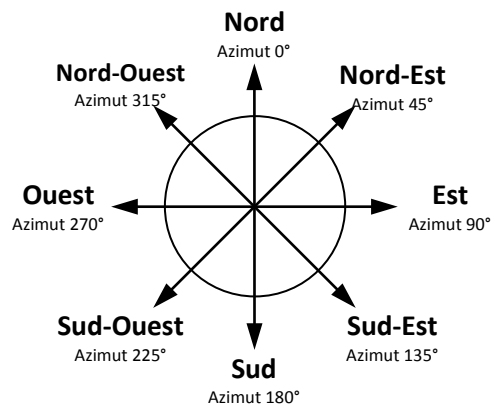 Nord
Azimut 0°
Nord-Ouest
Azimut 315°
Nord-Est
Azimut 45°
Ouest
Azimut 270°
Est
Azimut 90°
Sud-Ouest
Azimut 225°
Sud-Est
Azimut 135°
Sud
Azimut 180°